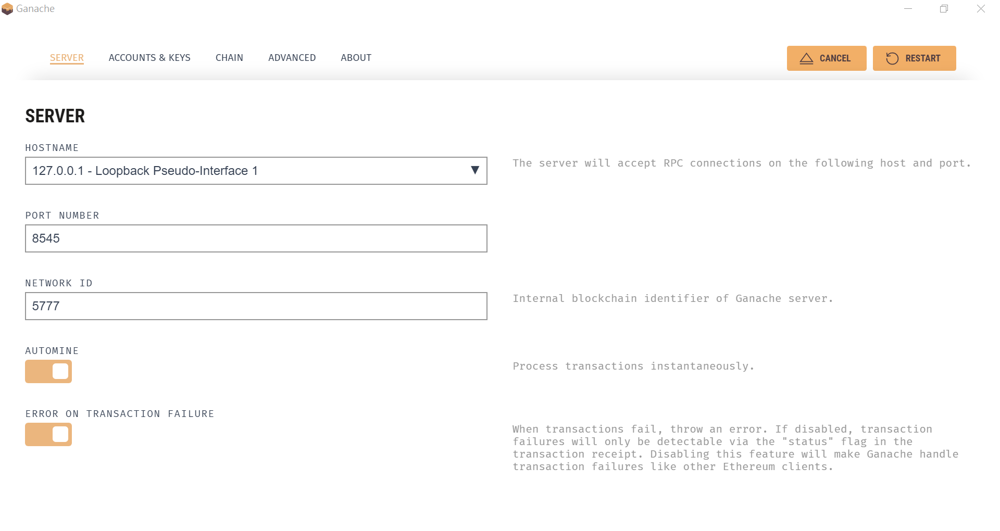 Ganache
SERVER
ACCOUNTS & KEYS
CHAIN
ADVANCED
ABOUT
CANCEL
RESTART
SERVER
HOSTNAME
127.0.0.1 - Loopback Pseudo-Interface 1
The server will accept RPC connections on the following host and port.
PORT NUMBER
8545
NETWORK ID
5777
Internal blockchain identifier of Ganache server.
AUTOMINE
Process transactions instantaneously.
ERROR ON TRANSACTION FAILURE
When transactions fail, throw an error. If disabled, transaction
failures will only be detectable via the "status" flag in the
transaction receipt. Disabling this feature will make Ganache handle
transaction failures like other Ethereum clients.